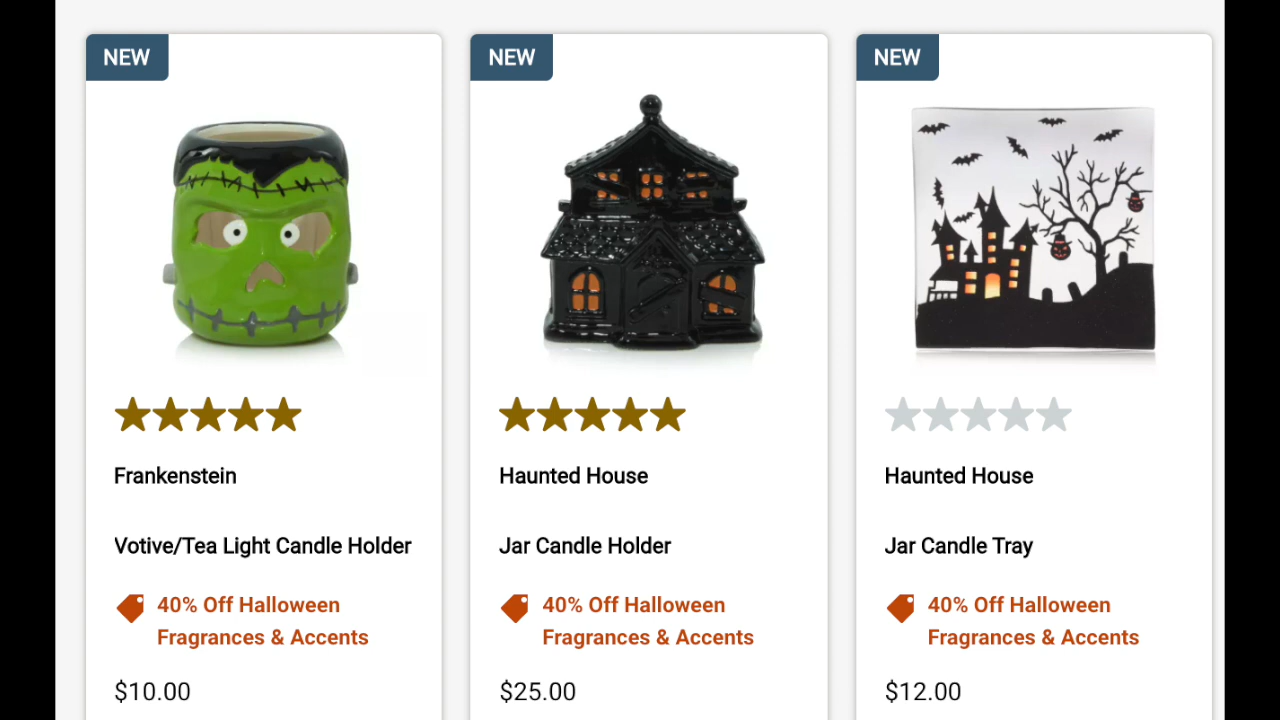 NEW
NEW
NEW
Frankenstein
Haunted House
Haunted House
Votive/Tea Light Candle Holder
Jar Candle Holder
Jar Candle Tray
40% Off Halloween
Fragrances & Accents
40% Off Halloween
Fragrances & Accents
40% Off Halloween
Fragrances & Accents
$10.00
$25.00
$12.00